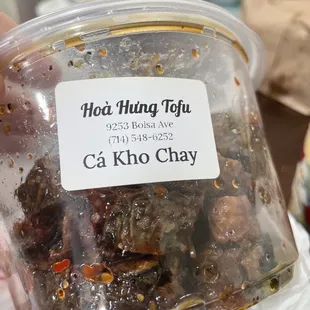 Hoà Hưng Tofu
9253 Bolsa Ave
(714) 548-6252
Cá Kho Chay